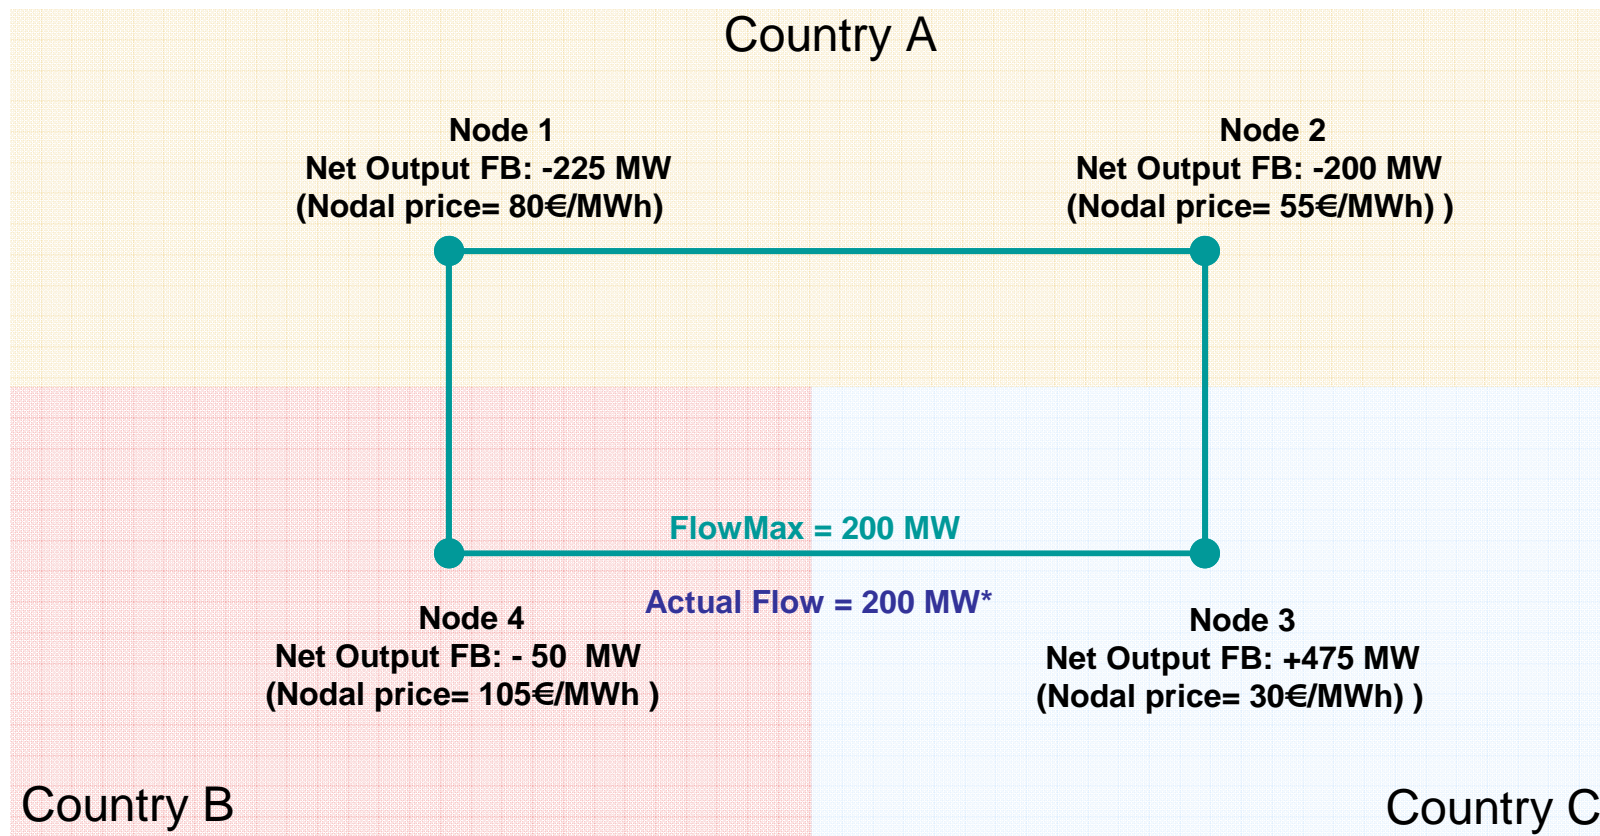 Country A
Node 1
Net Output FB: -225 MW
(Nodal price= 80€/MWh)
Node 2
Net Output FB: -200 MW
(Nodal price= 55€/MWh) )
FlowMax = 200 MW
Actual Flow = 200 MW*
Node 4
Net Output FB: - 50 MW
(Nodal price= 105€/MWh )
Node 3
Net Output FB: +475 MW
(Nodal price= 30€/MWh) )
Country B
Country C